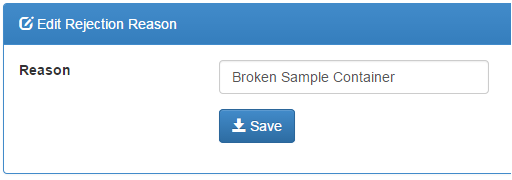 Edit Rejection Reason
Reason
Broken Sample Container
Save